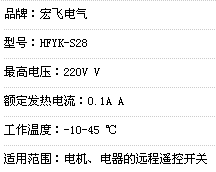 品牌：宏飞电气
型号：HFYK-S28
最高电压：220V V
额定发热电流：0.1A A
工作温度：-10-45 ℃
适用范围：电机、电器的远程遥控开关